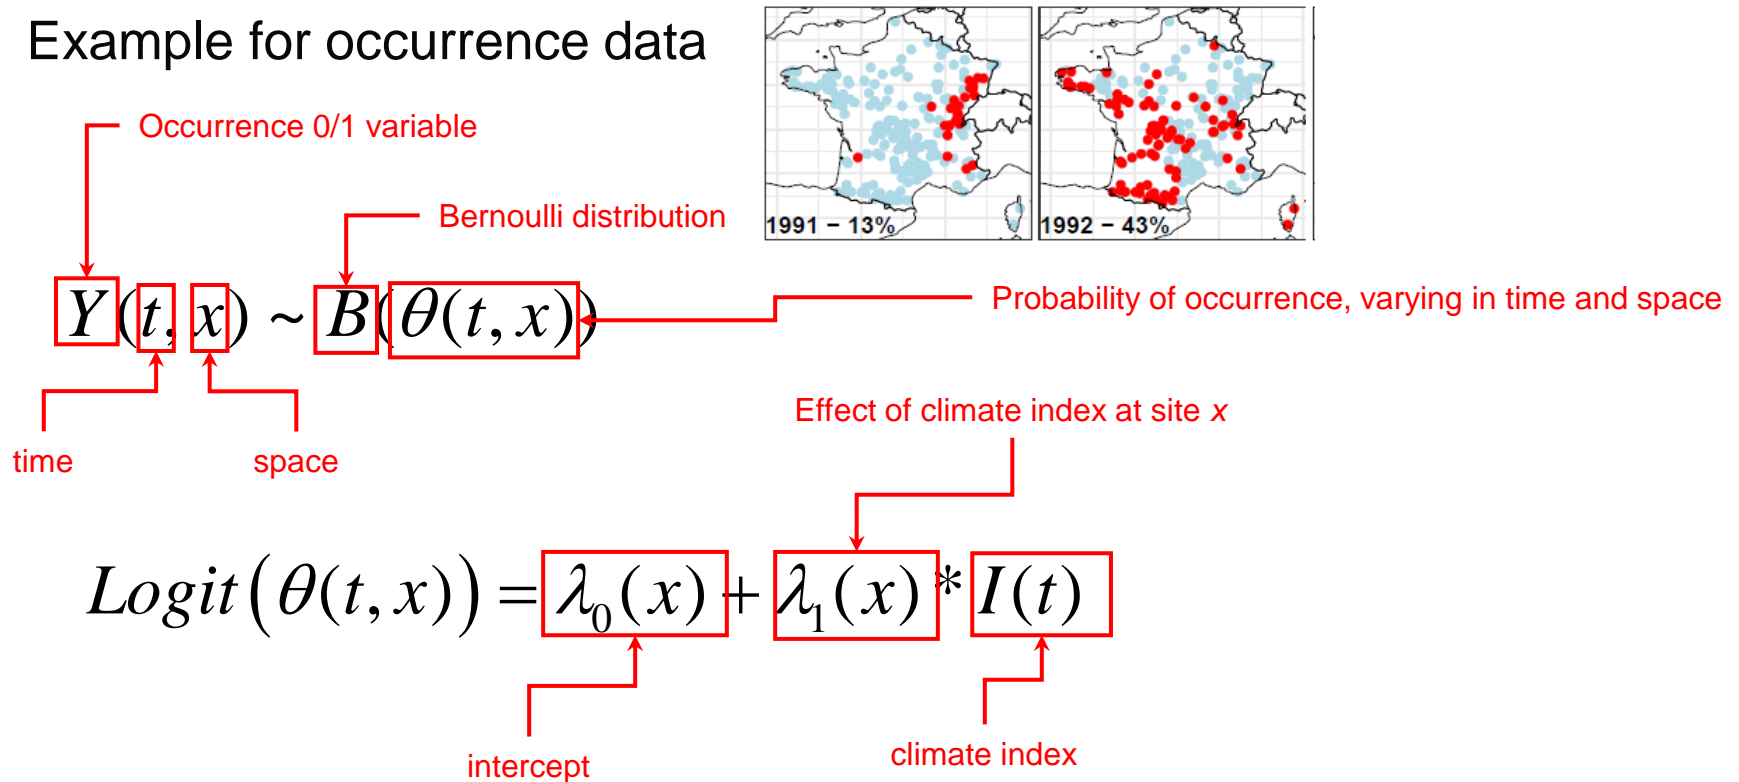 Example for occurrence data
1991 − 13%
1992 − 43%
Occurrence 0/1 variable
Bernoulli distribution
Probability of occurrence, varying in time and space
Y(t, x) ~ B(θ(t, x))
time
space
Effect of climate index at site x
Logit(θ(t, x)) = λ₀(x) + λ₁(x) * I(t)
intercept
climate index